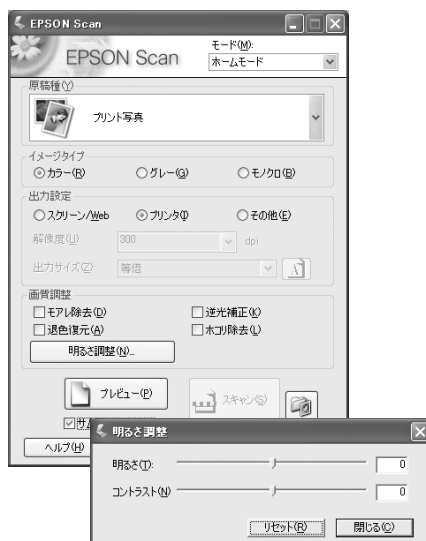 EPSON Scan
EPSON Scan
モード(M):
ホームモード
原稿種(Y)
プリント写真
イメージタイプ
カラー(R) グレー(G) モノクロ(B)
出力設定
スクリーン/Web プリンタ(I) その他(E)
解像度(U): 300 dpi
出力サイズ(Z): 等倍
画質調整
モアレ除去(D) 逆光補正(K)
退色復元(A) ホコリ除去(L)
明るさ調整(N)...
プレビュー(P) スキャン(S)
ヘルプ(H)
明るさ調整
明るさ(T): 0
コントラスト(N) 0
リセット(R) 閉じる(C)